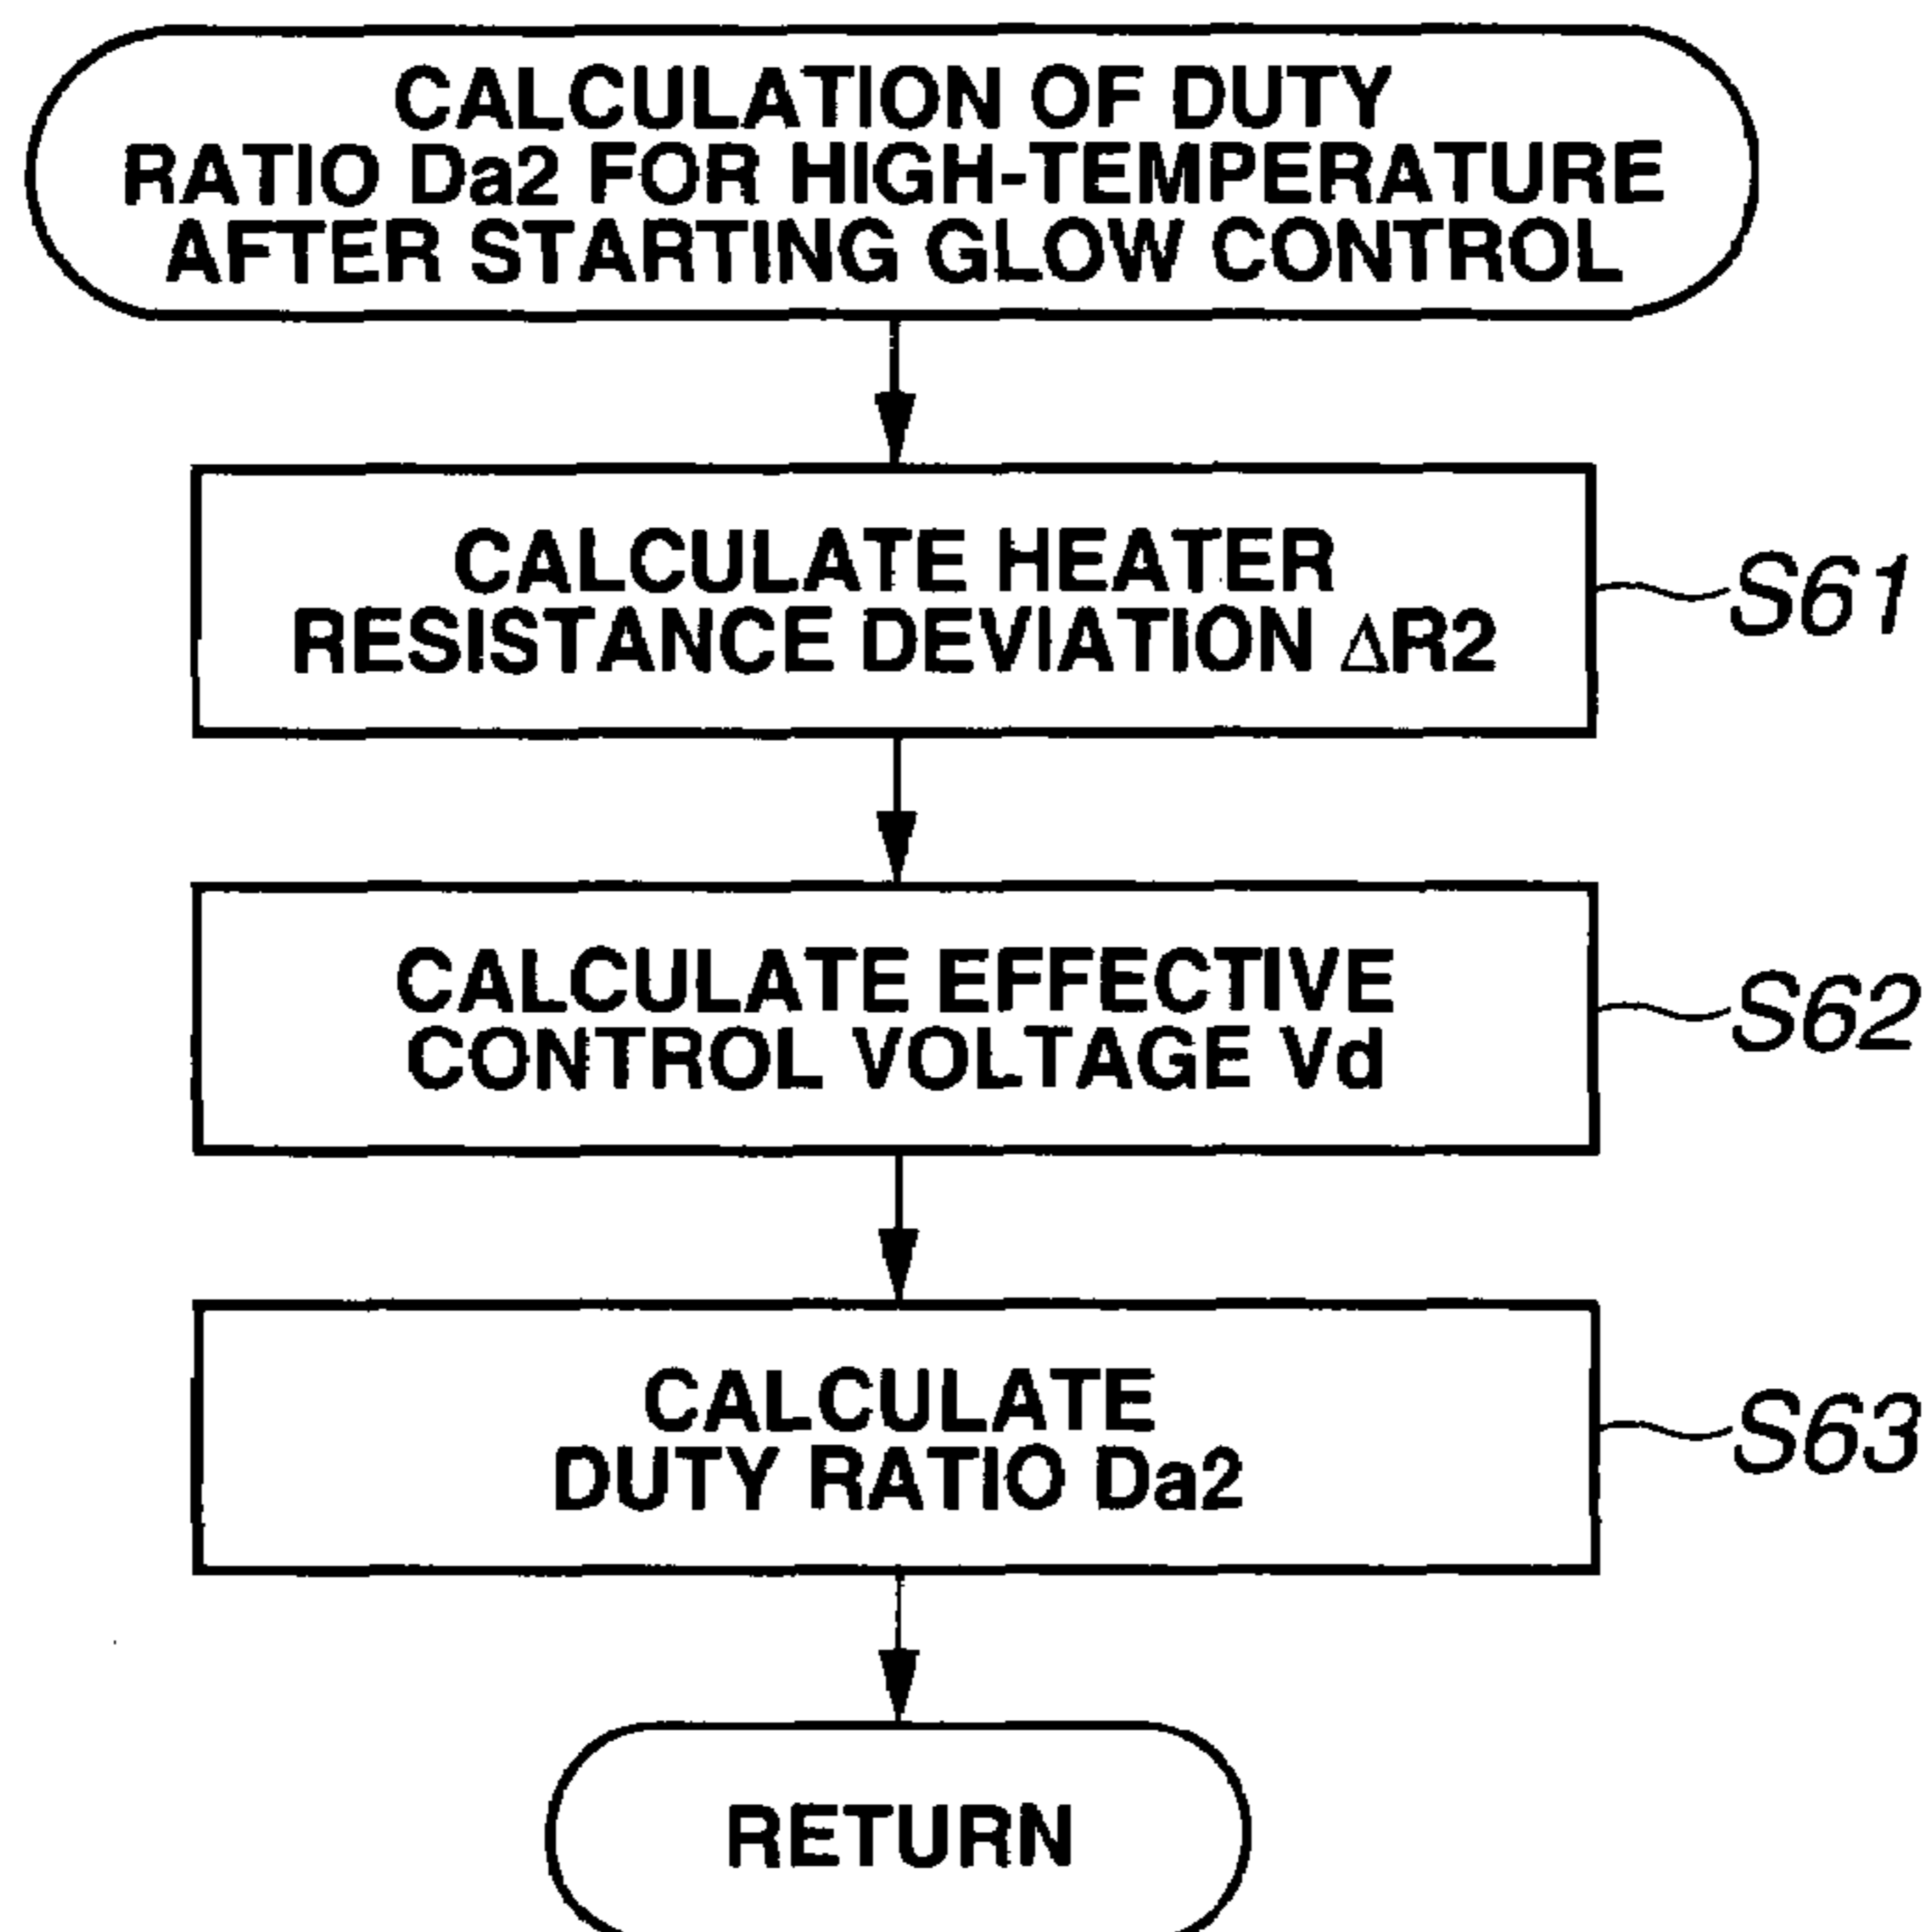 CALCULATION OF DUTY
RATIO Da2 FOR HIGH-TEMPERATURE
AFTER STARTING GLOW CONTROL
CALCULATE HEATER
RESISTANCE DEVIATION ΔR2
S61
CALCULATE EFFECTIVE
CONTROL VOLTAGE Vd
S62
CALCULATE
DUTY RATIO Da2
S63
RETURN